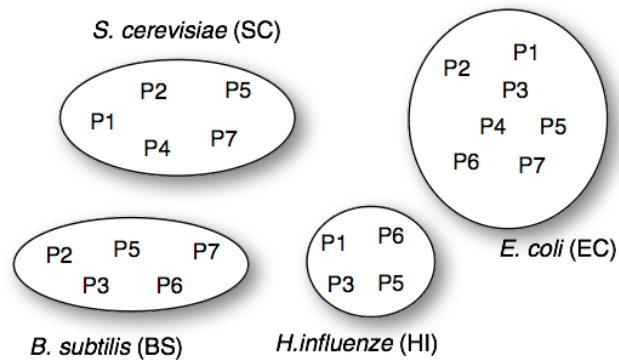 S. cerevisiae (SC)
P2 P5
P1
P4 P7
P1
P2
P3
P4 P5
P6 P7
E. coli (EC)
P2 P5 P7
P3 P6
B. subtilis (BS)
P1 P6
P3 P5
H.influenze (HI)